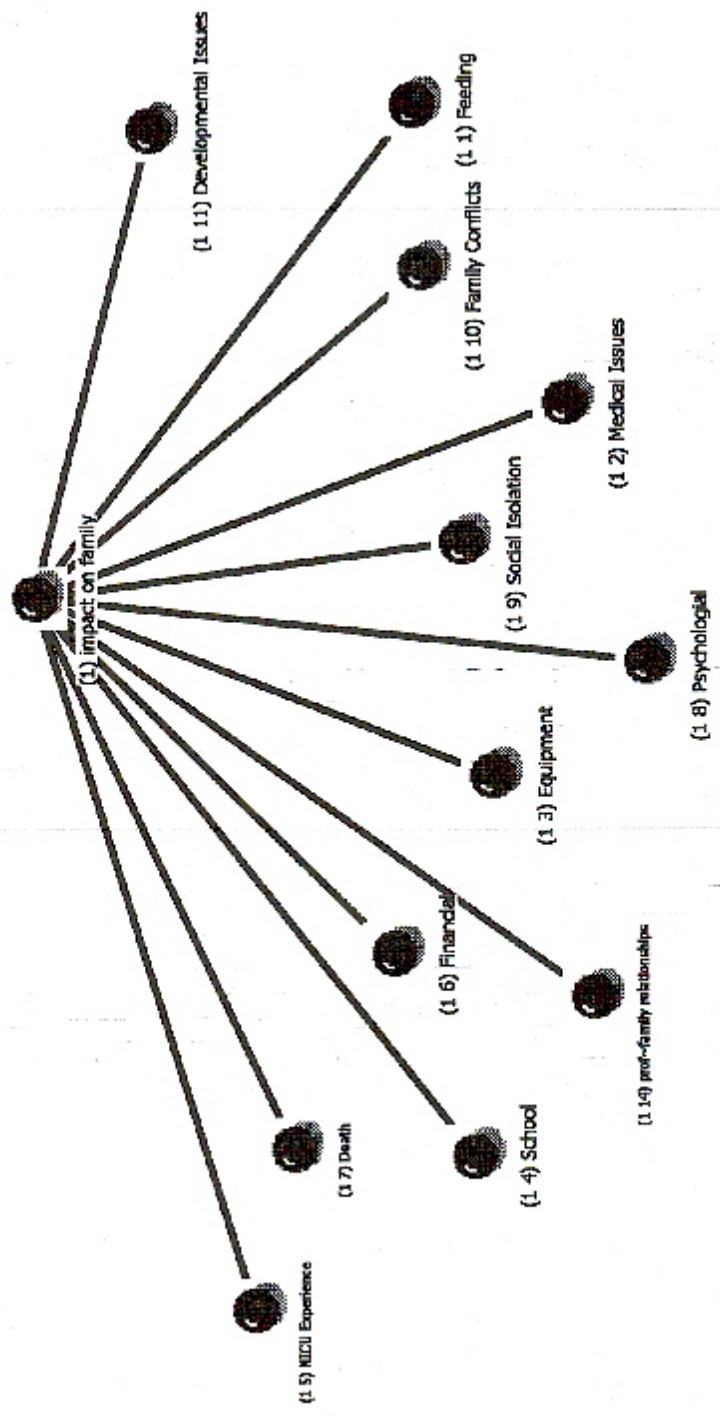 (1) impact on family
(1 5) NICU Experience
(1 7) Death
(1 4) School
(1 6) Financial
(1 14) prof~family relationships
(1 3) Equipment
(1 8) Psychologial
(1 9) Social Isolation
(1 2) Medical Issues
(1 10) Family Conflicts
(1 1) Feeding
(1 11) Developmental Issues